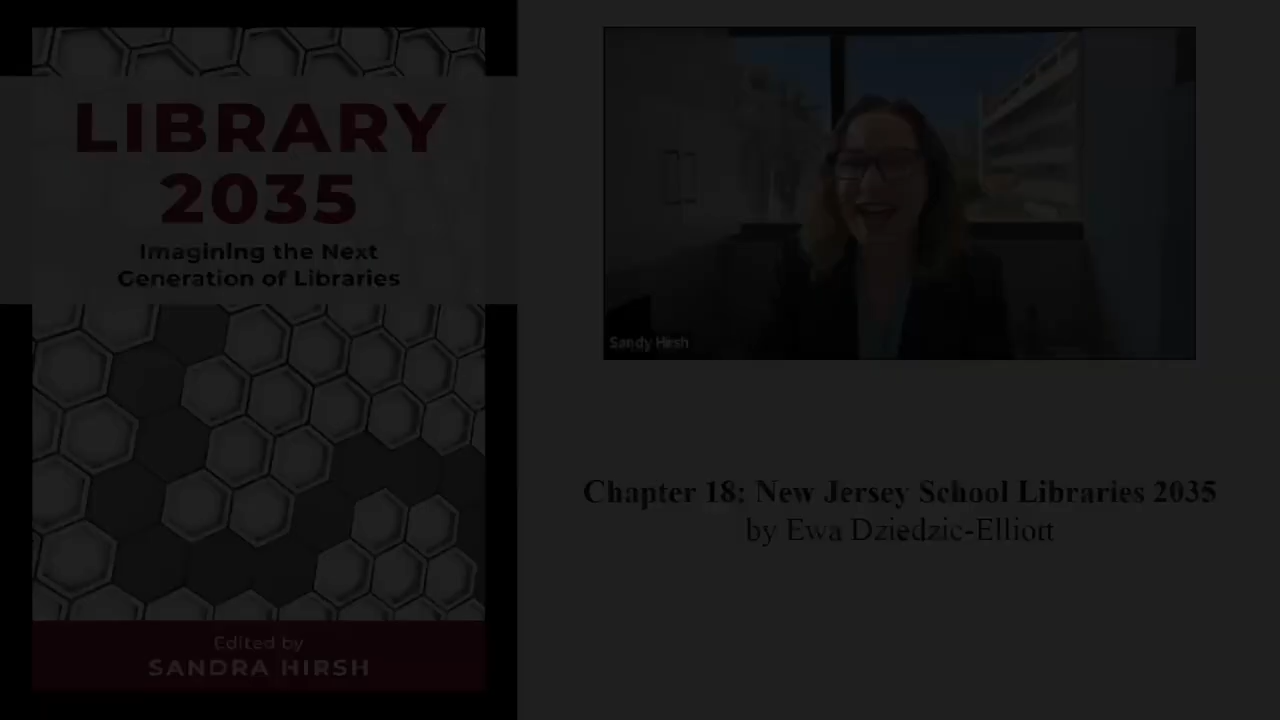 LIBRARY
2035
Imagining the Next
Generation of Libraries
Edited by
SANDRA HIRSH
Sandy Hirsh
Chapter 18: New Jersey School Libraries 2035
by Ewa Dziedzic-Elliott